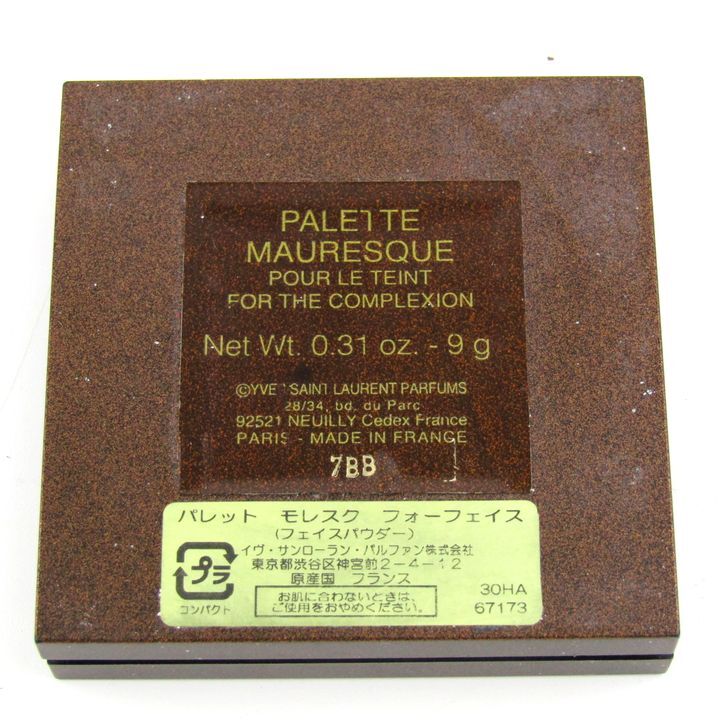 PALETTE
MAURESQUE
POUR LE TEINT
FOR THE COMPLEXION
Net Wt. 0.31 oz. - 9 g
©YVES SAINT LAURENT PARFUMS
28/34, bd. du Parc
92521 NEUILLY Cedex France
PARIS - MADE IN FRANCE
7BB
パレット モレスク フォーフェイス
(フェイスパウダー)
イヴ・サンローラン・パルファン株式会社
東京都渋谷区神宮前2-4-12
原産国 フランス
プラ
コンパクト
お肌に合わないときは、
ご使用をおやめください。
30HA
67173